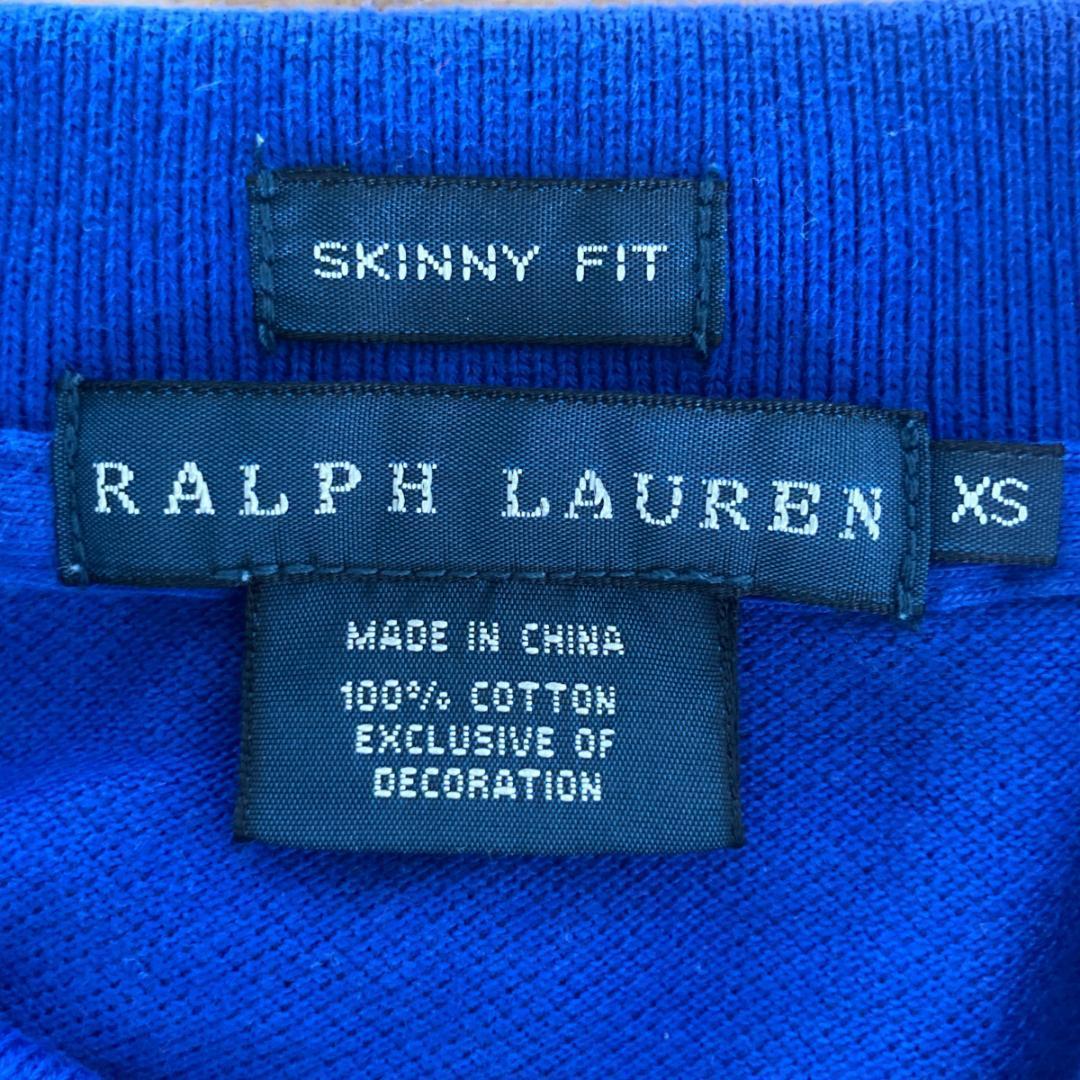 SKINNY FIT
RALPH LAUREN
XS
MADE IN CHINA
100% COTTON
EXCLUSIVE OF
DECORATION